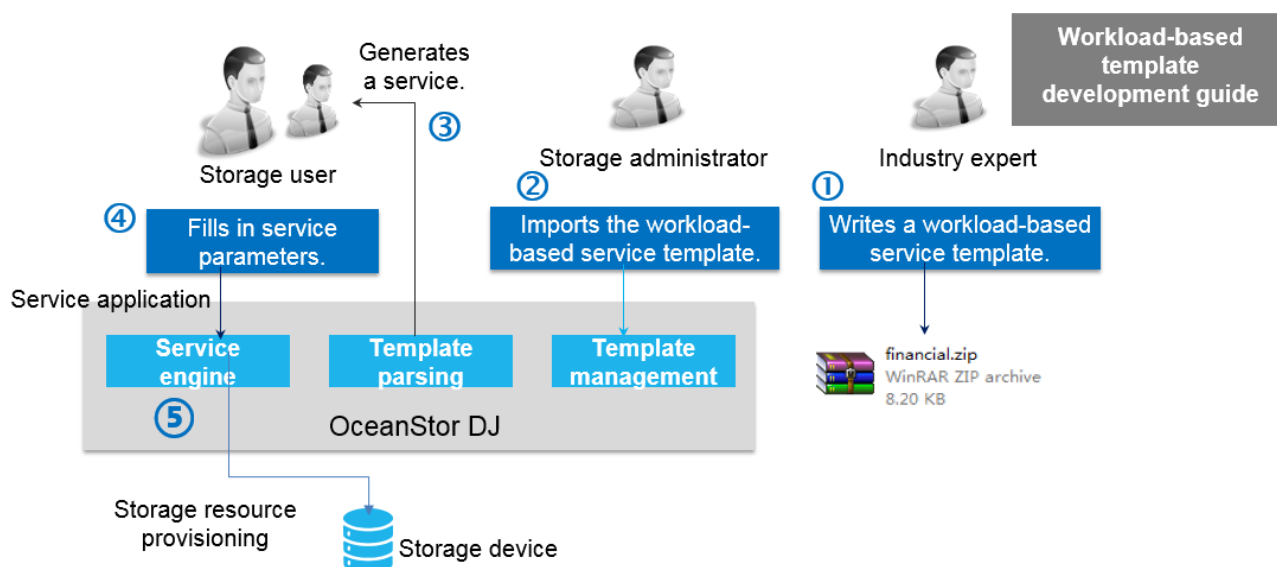 Workload-based
template
development guide
Generates
a service.
③
Storage user
Storage administrator
Industry expert
④
Fills in service
parameters.
②
Imports the workload-
based service template.
①
Writes a workload-based
service template.
Service application
Service
engine
Template
parsing
Template
management
financial.zip
WinRAR ZIP archive
8.20 KB
⑤
OceanStor DJ
Storage resource
provisioning
Storage device